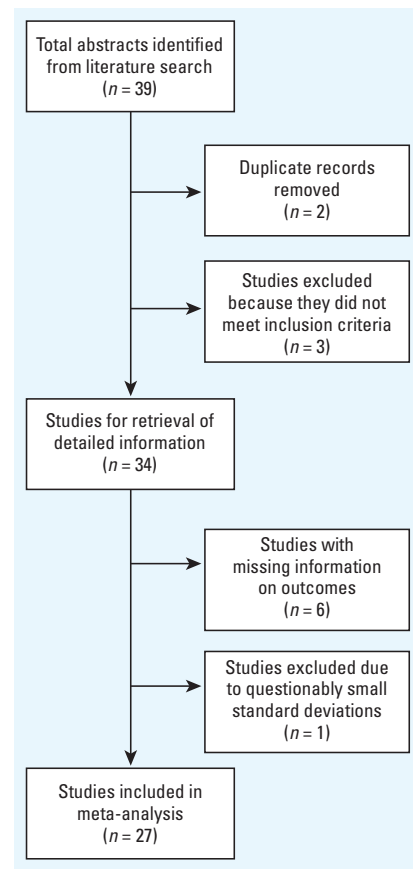 Total abstracts identified
from literature search
(n = 39)
Duplicate records
removed
(n = 2)
Studies excluded
because they did not
meet inclusion criteria
(n = 3)
Studies for retrieval of
detailed information
(n = 34)
Studies with
missing information
on outcomes
(n = 6)
Studies excluded due
to questionably small
standard deviations
(n = 1)
Studies included in
meta-analysis
(n = 27)